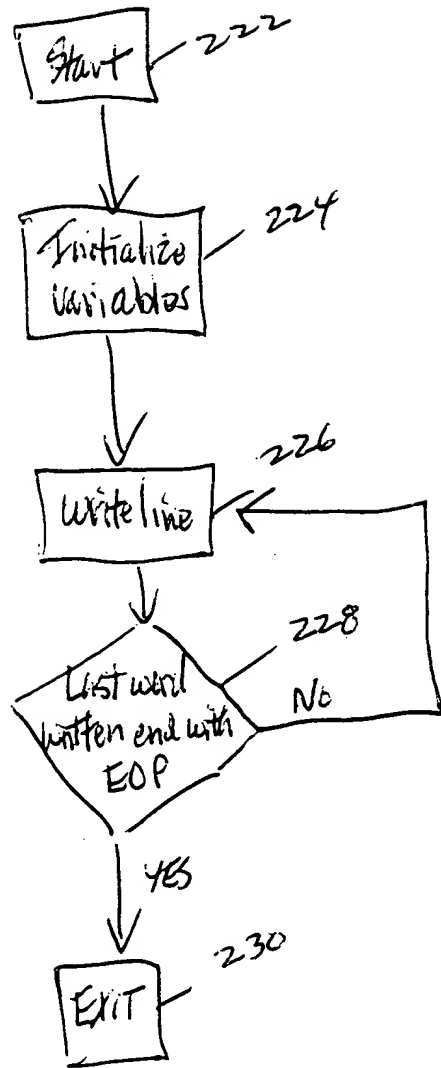 Start
222
Initialize
variables
224
write line
226
Last word
written end with
EOP
228
No
YES
EXIT
230